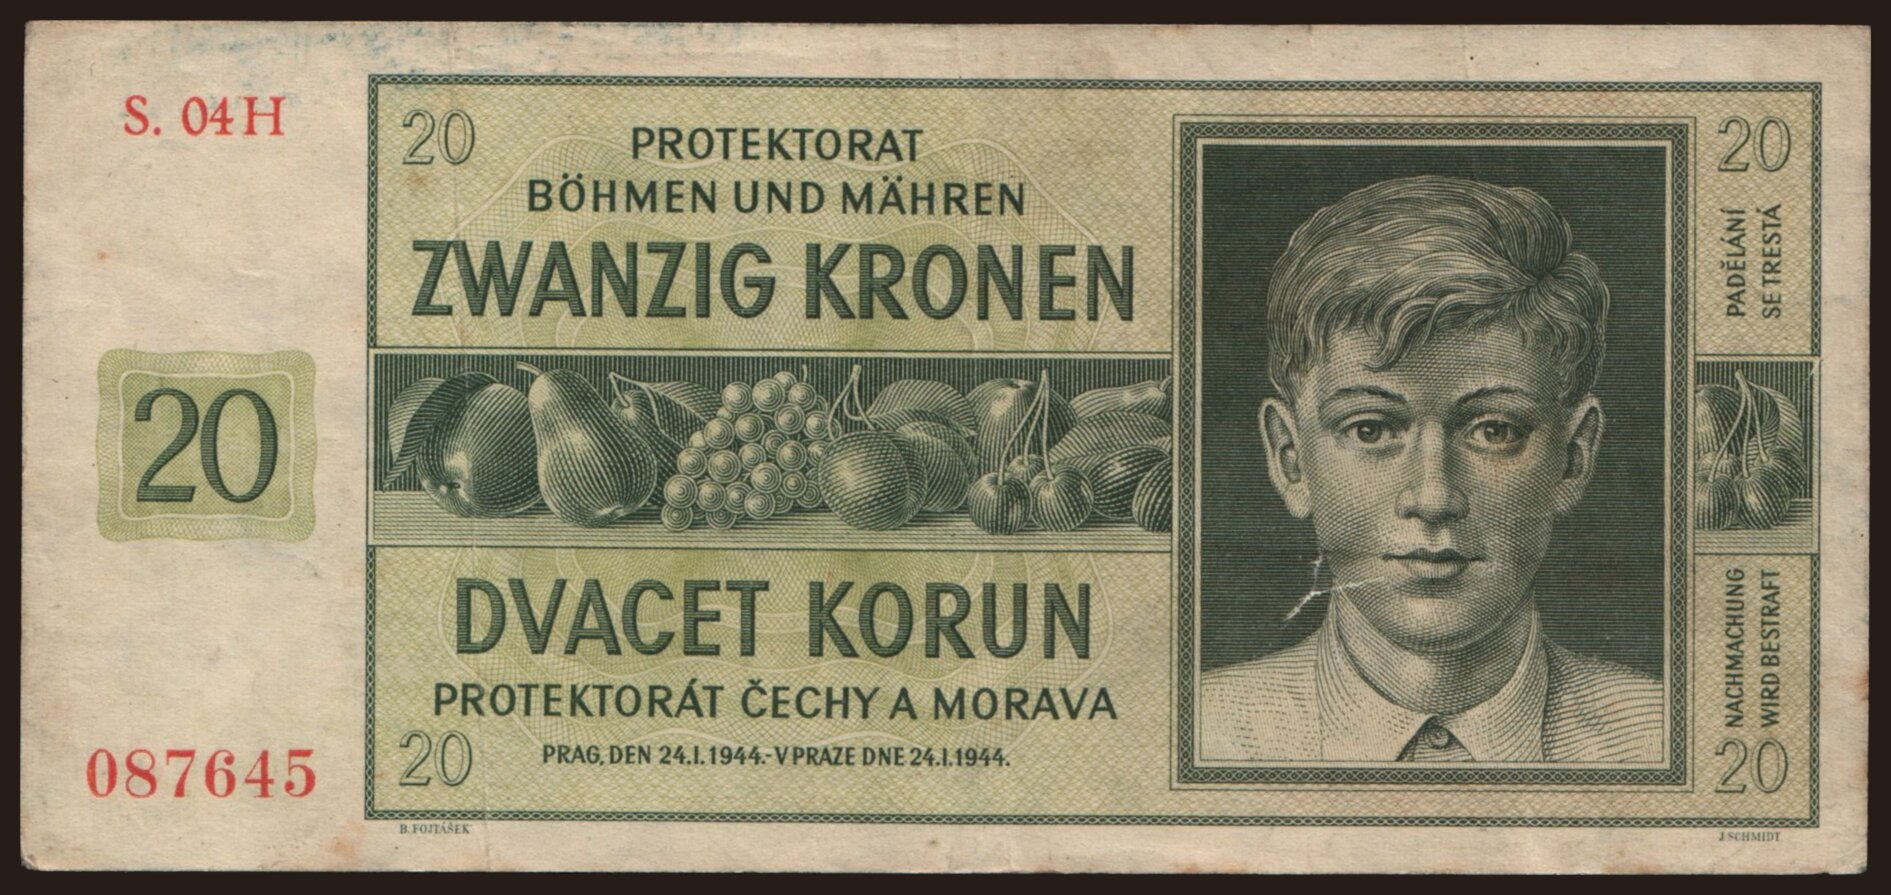 S. 04H
20
PROTEKTORAT
BÖHMEN UND MÄHREN
ZWANZIG KRONEN
20
PADĚLÁNÍ
SE TRESTÁ
20
DVACET KORUN
PROTEKTORÁT ČECHY A MORAVA
PRAG, DEN 24.I.1944.-V PRAZE DNE 24.I.1944.
NACHMACHUNG
WIRD BESTRAFT
087645
20
20
B. FOJTÁŠEK
J. SCHMIDT